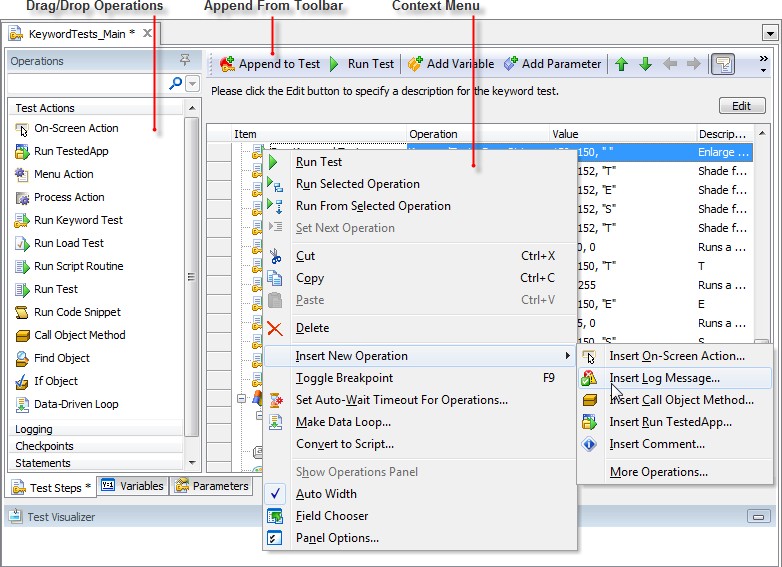 Drag/Drop Operations Append From Toolbar Context Menu
KeywordTests_Main *
Operations
Append to Test Run Test Add Variable Add Parameter
Please click the Edit button to specify a description for the keyword test.
Edit
Test Actions
On-Screen Action
Run TestedApp
Menu Action
Process Action
Run Keyword Test
Run Load Test
Run Script Routine
Run Test
Run Code Snippet
Call Object Method
Find Object
If Object
Data-Driven Loop
Logging
Checkpoints
Statements
Item Operation Value Descrip...
150, " " Enlarge ...
152, "T" Shade f...
152, "E" Shade f...
152, "S" Shade f...
152, "T" Shade f...
0, 0 Runs a ...
150, "T" T
255 Runs a ...
150, "E" E
0, 0 Runs a ...
150, "S" S
Run Test
Run Selected Operation
Run From Selected Operation
Set Next Operation
Cut Ctrl+X
Copy Ctrl+C
Paste Ctrl+V
Delete
Insert New Operation
Toggle Breakpoint F9
Set Auto-Wait Timeout For Operations...
Make Data Loop...
Convert to Script...
Show Operations Panel
Auto Width
Field Chooser
Panel Options...
Insert On-Screen Action...
Insert Log Message...
Insert Call Object Method...
Insert Run TestedApp...
Insert Comment...
More Operations...
Test Steps * Variables Parameters
Test Visualizer